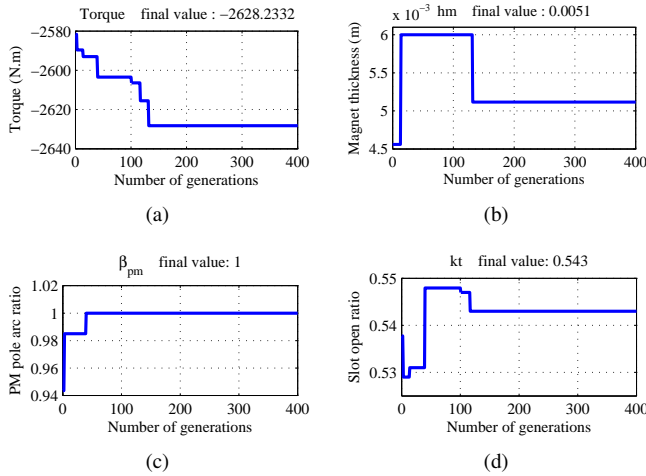 Torque final value : −2628.2332
−2580
−2600
−2620
−2640
Torque (N.m)
0 100 200 300 400
Number of generations
(a)
x 10⁻³ hm final value : 0.0051
6
5.5
5
4.5
Magnet thickness (m)
0 100 200 300 400
Number of generations
(b)
βpm final value: 1
1.02
1
0.98
0.96
0.94
PM pole arc ratio
0 100 200 300 400
Number of generations
(c)
kt final value: 0.543
0.55
0.54
0.53
Slot open ratio
0 100 200 300 400
Number of generations
(d)